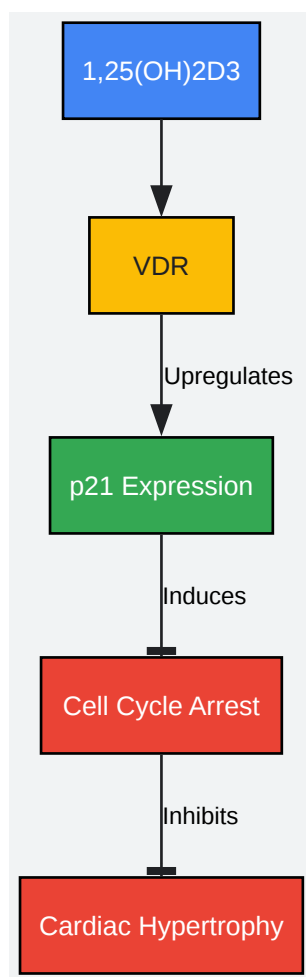 1,25(OH)2D3
VDR
Upregulates
p21 Expression
Induces
Cell Cycle Arrest
Inhibits
Cardiac Hypertrophy